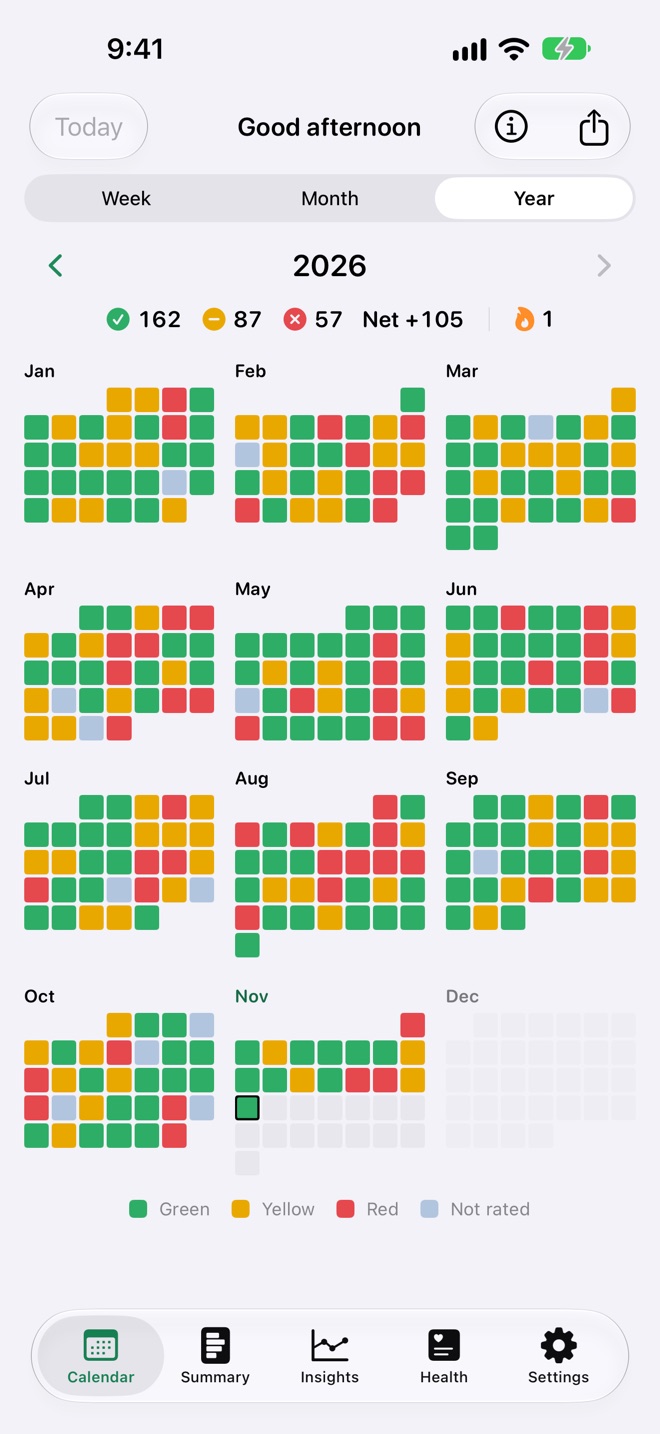 9:41
Today
Good afternoon
Week Month Year
2026
162 87 57 Net +105 1
Jan Feb Mar
Apr May Jun
Jul Aug Sep
Oct Nov Dec
Green Yellow Red Not rated
Calendar Summary Insights Health Settings